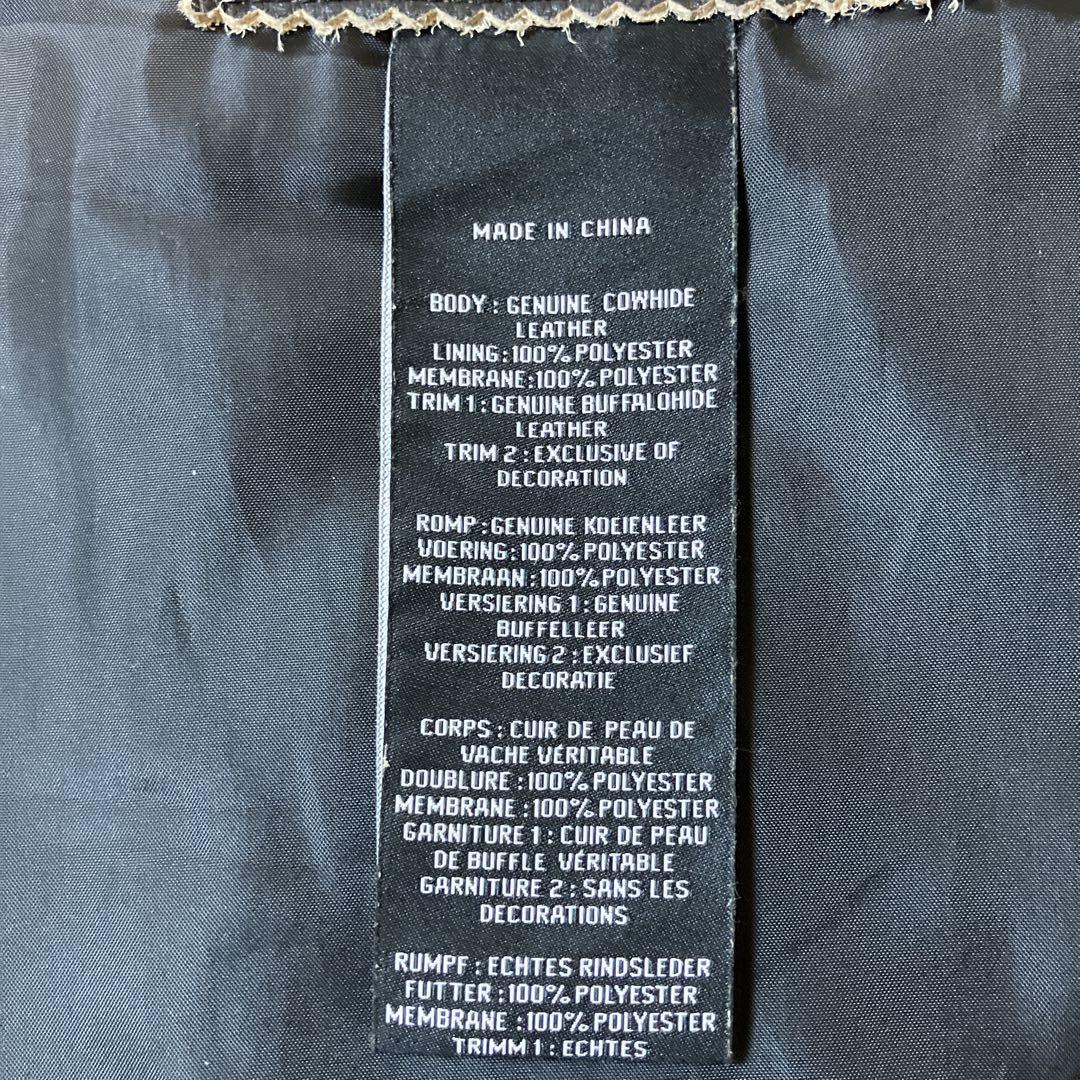 MADE IN CHINA
BODY : GENUINE COWHIDE
LEATHER
LINING :100% POLYESTER
MEMBRANE:100% POLYESTER
TRIM 1 : GENUINE BUFFALOHIDE
LEATHER
TRIM 2 : EXCLUSIVE OF
DECORATION
ROMP :GENUINE KOEIENLEER
VOERING :100% POLYESTER
MEMBRAAN :100% POLYESTER
VERSIERING 1 : GENUINE
BUFFELLEER
VERSIERING 2 : EXCLUSIEF
DECORATIE
CORPS : CUIR DE PEAU DE
VACHE VÉRITABLE
DOUBLURE :100% POLYESTER
MEMBRANE :100% POLYESTER
GARNITURE 1 : CUIR DE PEAU
DE BUFFLE VÉRITABLE
GARNITURE 2 : SANS LES
DECORATIONS
RUMPF : ECHTES RINDSLEDER
FUTTER :100% POLYESTER
MEMBRANE :100% POLYESTER
TRIMM 1 : ECHTES